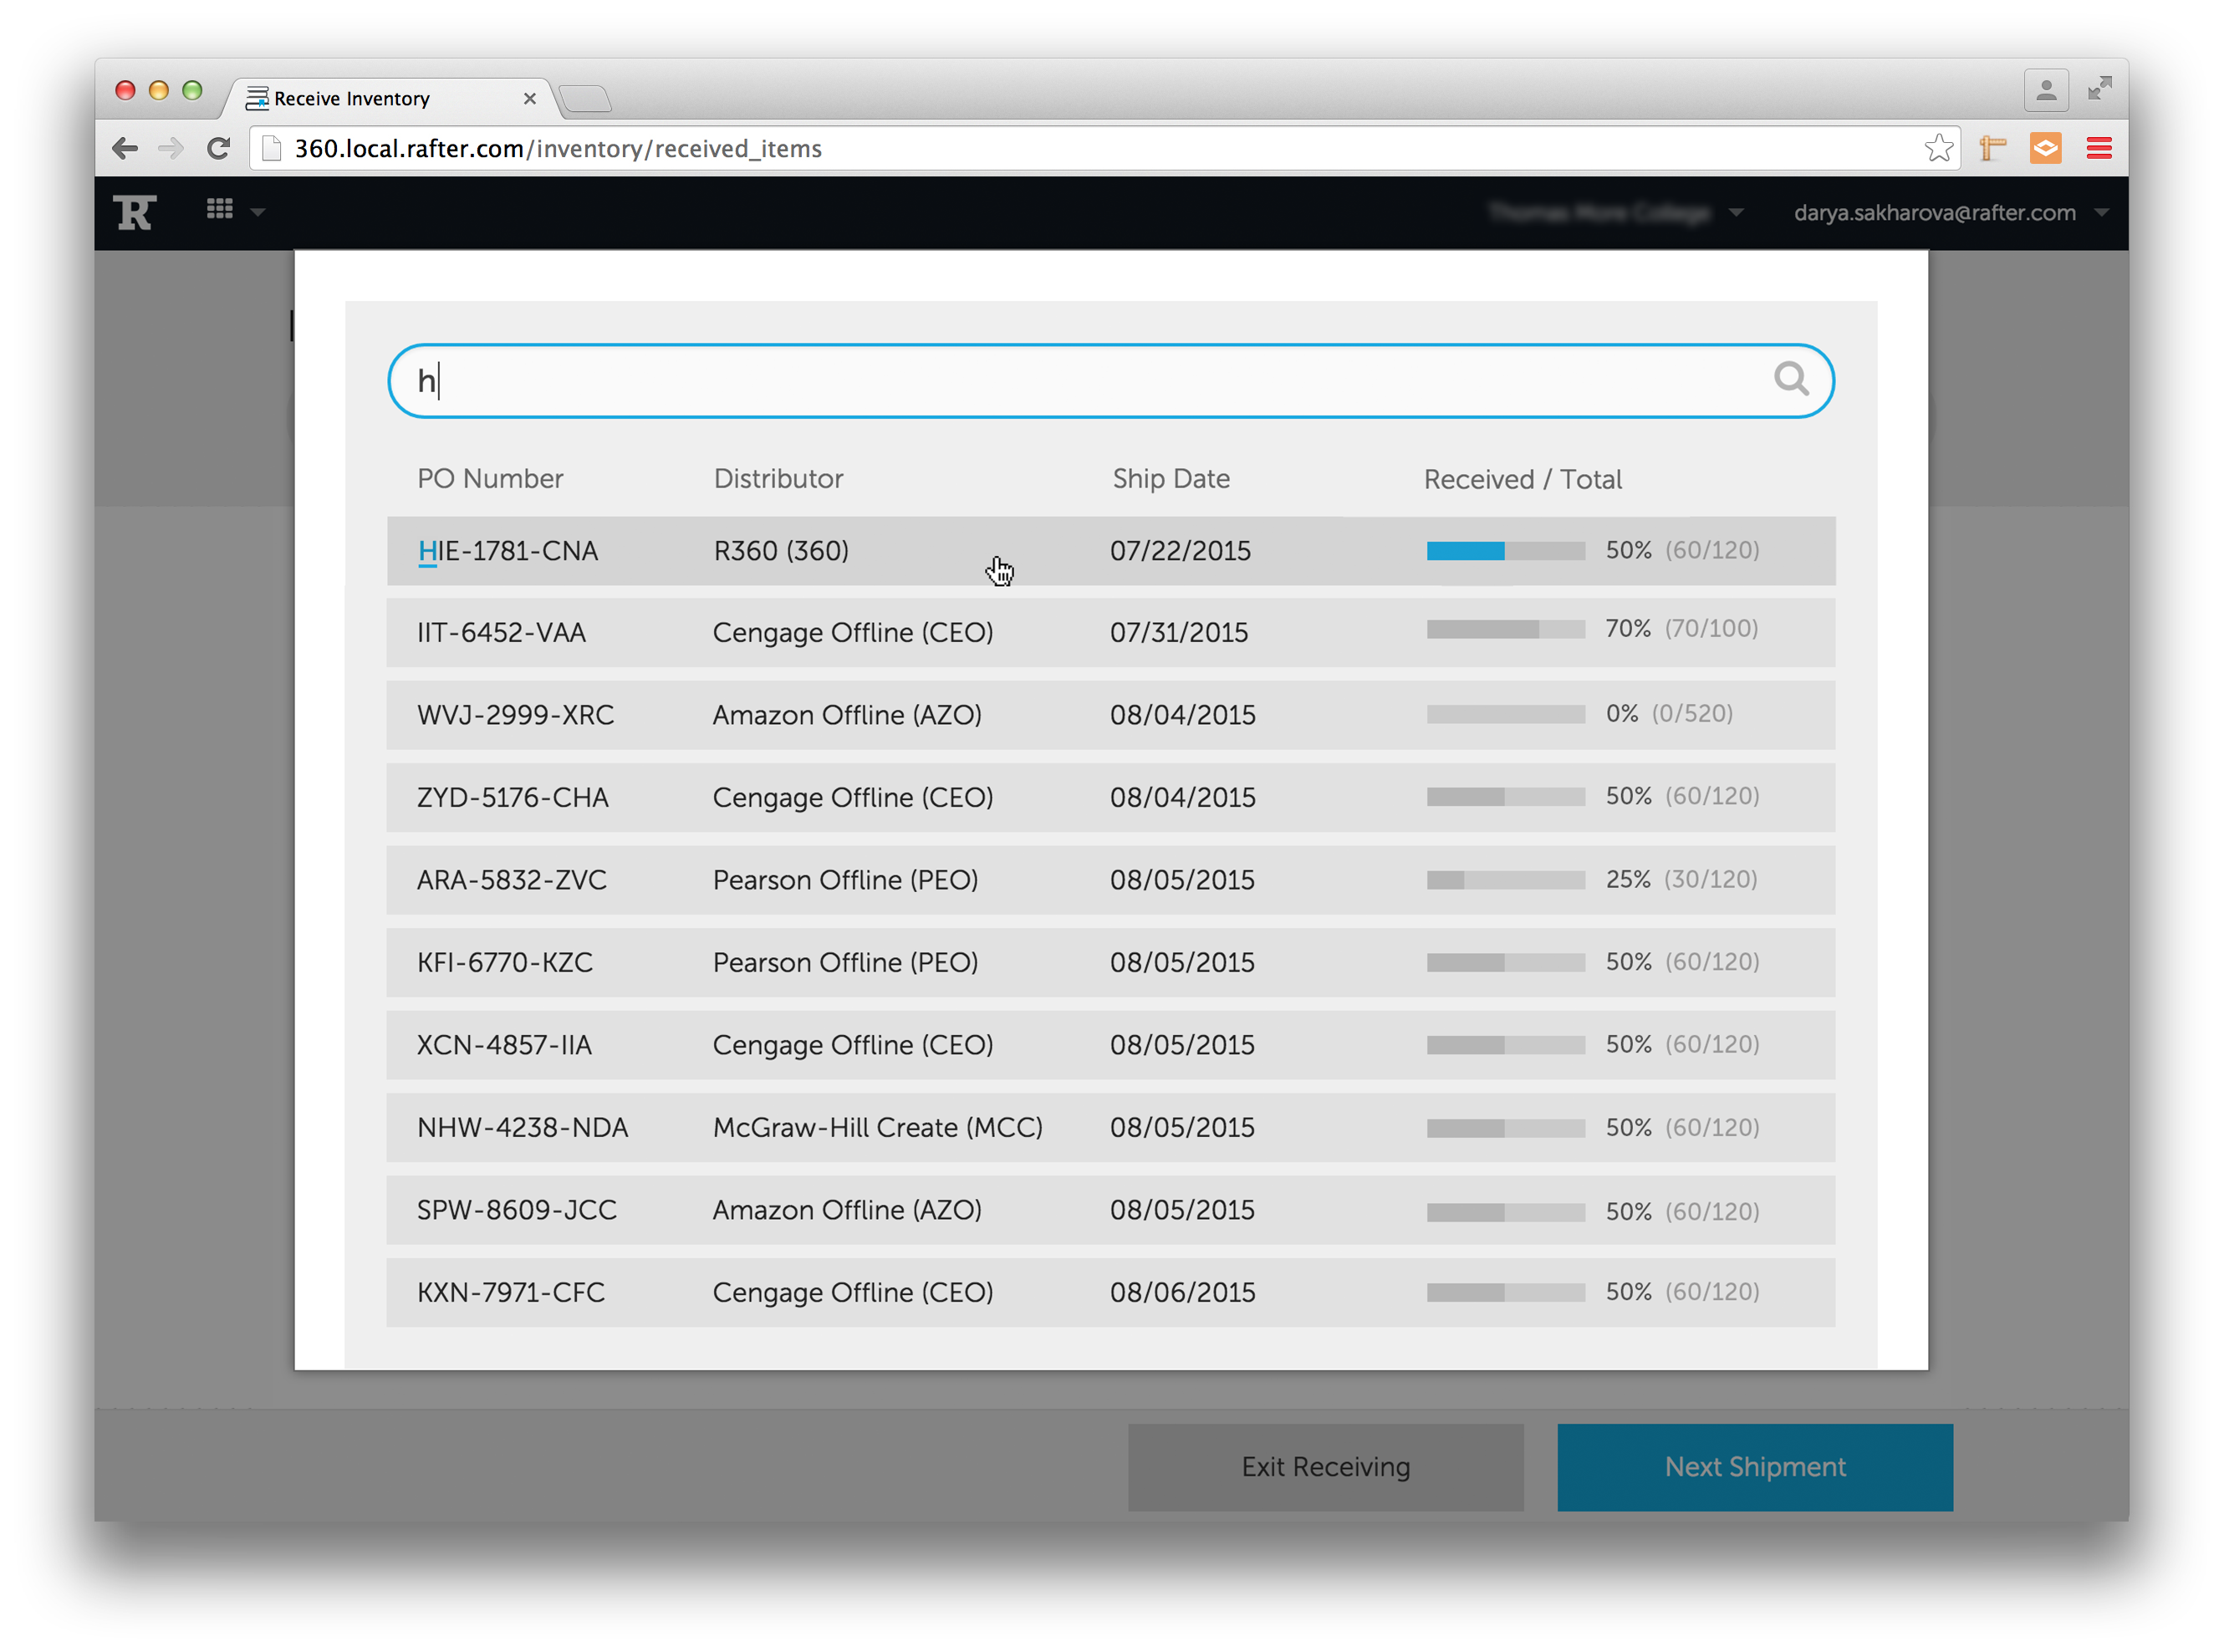 Receive Inventory
360.local.rafter.com/inventory/received_items
R
darya.sakharova@rafter.com
h
PO Number Distributor Ship Date Received / Total
HIE-1781-CNA R360 (360) 07/22/2015 50% (60/120)
IIT-6452-VAA Cengage Offline (CEO) 07/31/2015 70% (70/100)
WVJ-2999-XRC Amazon Offline (AZO) 08/04/2015 0% (0/520)
ZYD-5176-CHA Cengage Offline (CEO) 08/04/2015 50% (60/120)
ARA-5832-ZVC Pearson Offline (PEO) 08/05/2015 25% (30/120)
KFI-6770-KZC Pearson Offline (PEO) 08/05/2015 50% (60/120)
XCN-4857-IIA Cengage Offline (CEO) 08/05/2015 50% (60/120)
NHW-4238-NDA McGraw-Hill Create (MCC) 08/05/2015 50% (60/120)
SPW-8609-JCC Amazon Offline (AZO) 08/05/2015 50% (60/120)
KXN-7971-CFC Cengage Offline (CEO) 08/06/2015 50% (60/120)
Exit Receiving Next Shipment